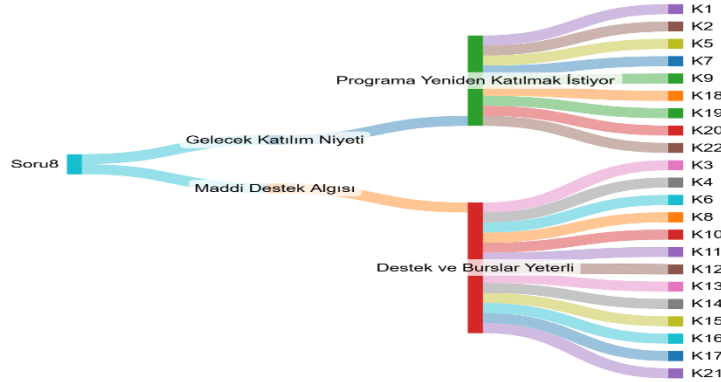 Soru8
Gelecek Katılım Niyeti
Maddi Destek Algısı
Programa Yeniden Katılmak İstiyor
Destek ve Burslar Yeterli
K1
K2
K5
K7
K9
K18
K19
K20
K22
K3
K4
K6
K8
K10
K11
K12
K13
K14
K15
K16
K17
K21